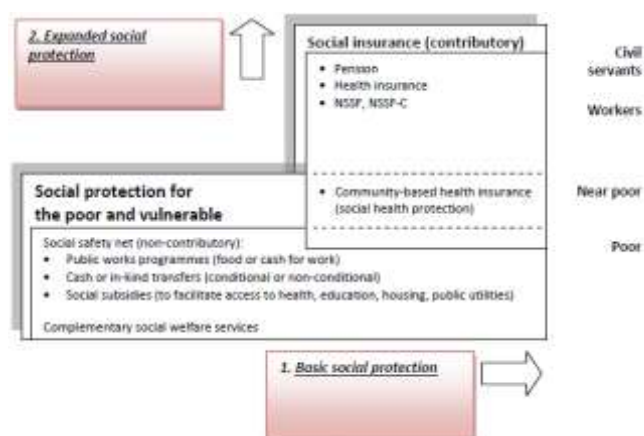 2. Expanded social
protection
Social insurance (contributory)
• Pension
• Health insurance
• NSSF, NSSF-C
• Community-based health insurance
(social health protection)
Civil
servants
Workers
Near poor
Poor
Social protection for
the poor and vulnerable
Social safety net (non-contributory):
• Public works programmes (food or cash for work)
• Cash or in-kind transfers (conditional or non-conditional)
• Social subsidies (to facilitate access to health, education, housing, public utilities)
Complementary social welfare services
1. Basic social protection